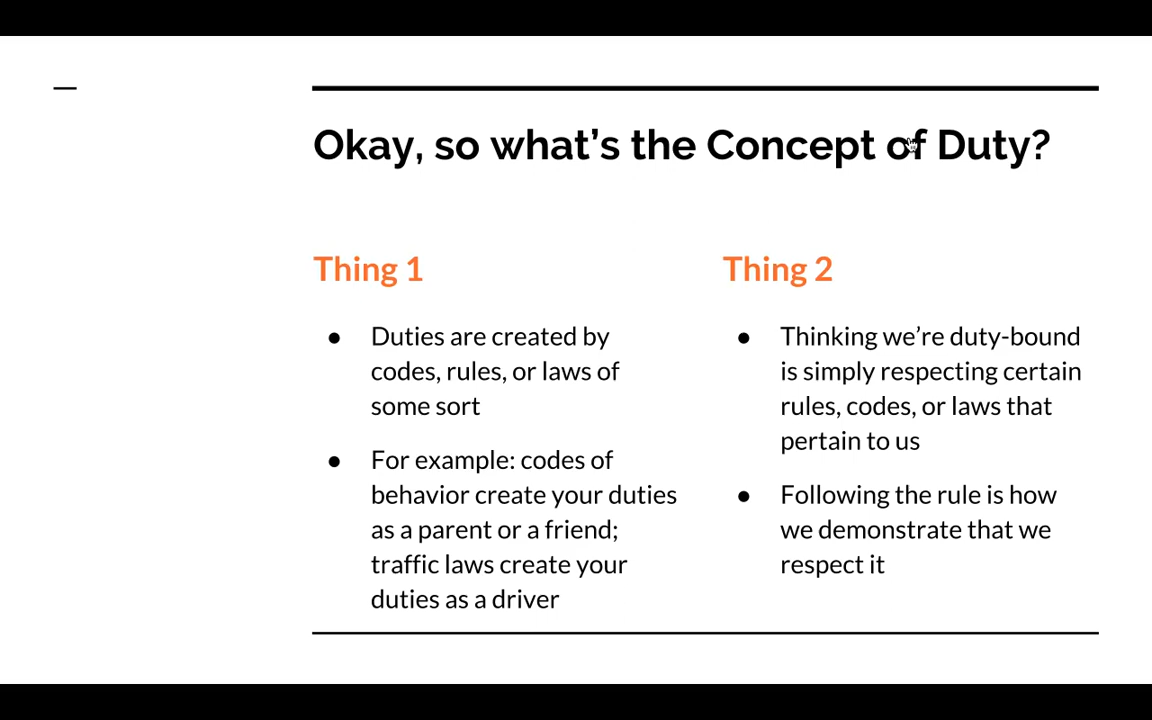 Okay, so what’s the Concept of Duty?
Thing 1
● Duties are created by
codes, rules, or laws of
some sort
● For example: codes of
behavior create your duties
as a parent or a friend;
traffic laws create your
duties as a driver
Thing 2
● Thinking we’re duty-bound
is simply respecting certain
rules, codes, or laws that
pertain to us
● Following the rule is how
we demonstrate that we
respect it